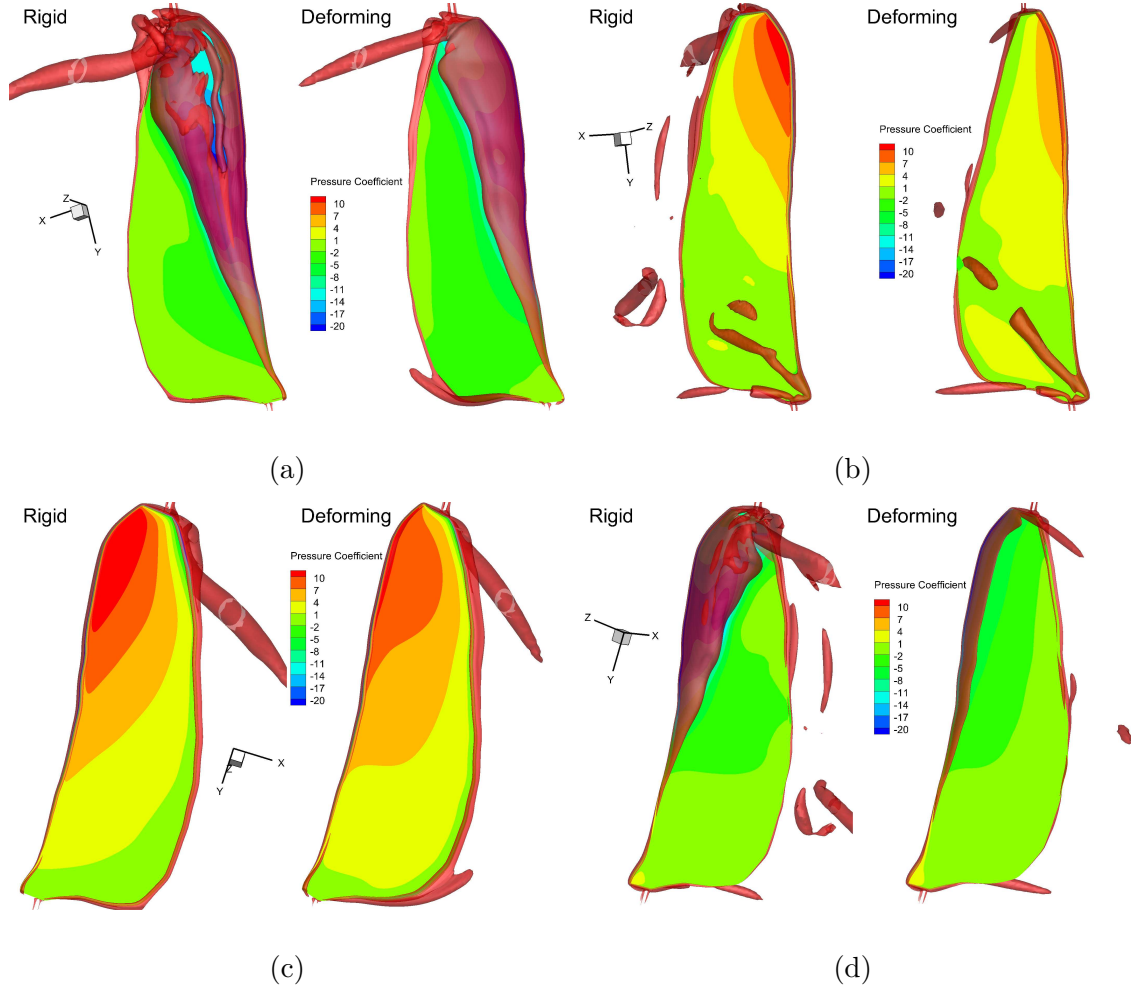 Rigid
Deforming
Pressure Coefficient
10
7
4
1
-2
-5
-8
-11
-14
-17
-20
Z
X
Y
(a)
Rigid
Deforming
Pressure Coefficient
10
7
4
1
-2
-5
-8
-11
-14
-17
-20
X
Z
Y
(b)
Rigid
Deforming
Pressure Coefficient
10
7
4
1
-2
-5
-8
-11
-14
-17
-20
X
Z
Y
(c)
Rigid
Deforming
Pressure Coefficient
10
7
4
1
-2
-5
-8
-11
-14
-17
-20
Z
X
Y
(d)